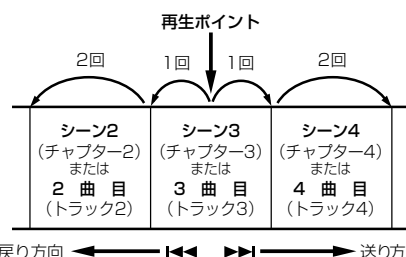 再生ポイント
2回 1回 1回 2回
シーン2 シーン3 シーン4
（チャプター2） （チャプター3） （チャプター4）
または または または
2 曲 目 3 曲 目 4 曲 目
（トラック2） （トラック3） （トラック4）
戻り方向 送り方